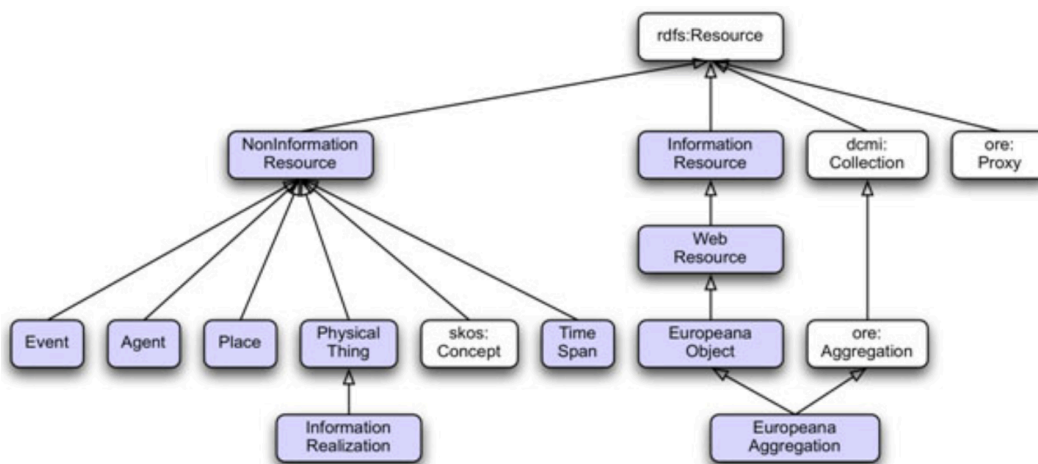 rdfs:Resource
NonInformation
Resource
Information
Resource
dcmi:
Collection
ore:
Proxy
Web
Resource
Event
Agent
Place
Physical
Thing
skos:
Concept
Time
Span
Europeana
Object
ore:
Aggregation
Information
Realization
Europeana
Aggregation